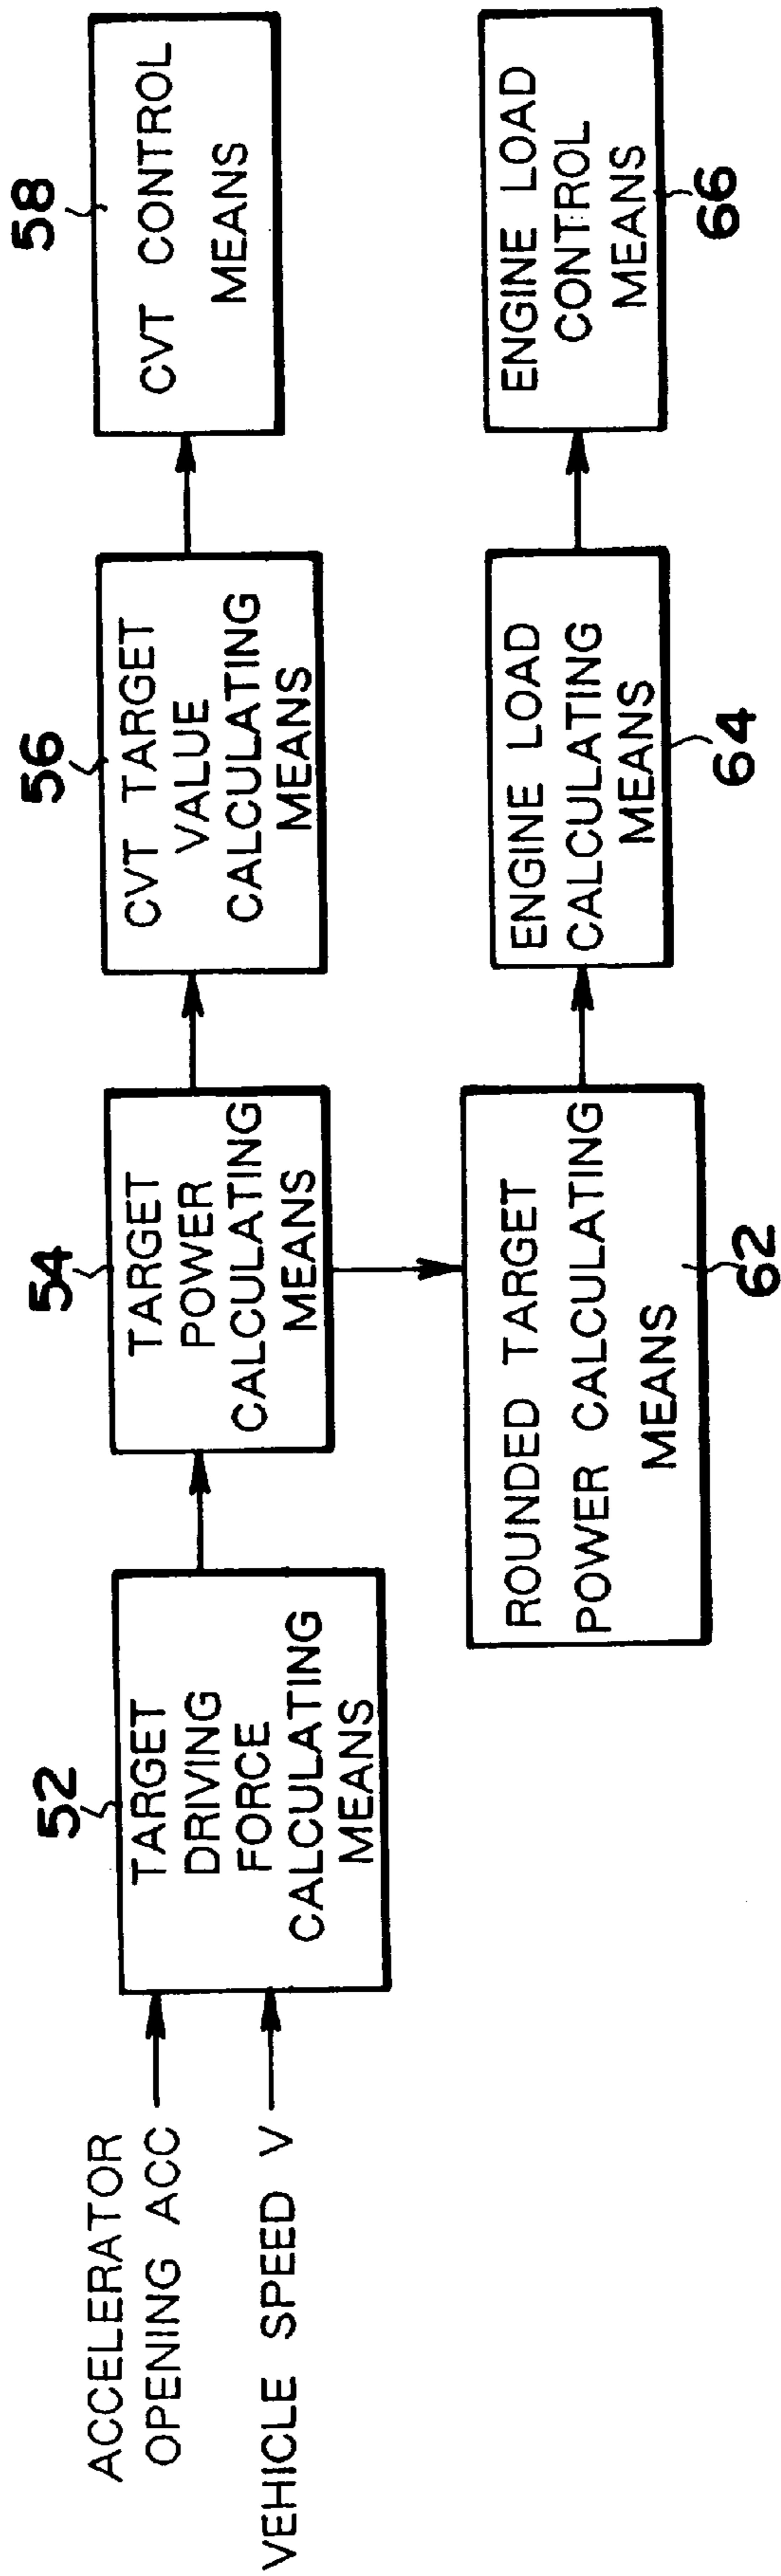 ACCELERATOR
OPENING ACC
VEHICLE SPEED V
52
TARGET
DRIVING
FORCE
CALCULATING
MEANS
54
TARGET
POWER
CALCULATING
MEANS
56
CVT TARGET
VALUE
CALCULATING
MEANS
58
CVT CONTROL
MEANS
ROUNDED TARGET
POWER CALCULATING
MEANS
62
ENGINE LOAD
CALCULATING
MEANS
64
ENGINE LOAD
CONTROL
MEANS
66